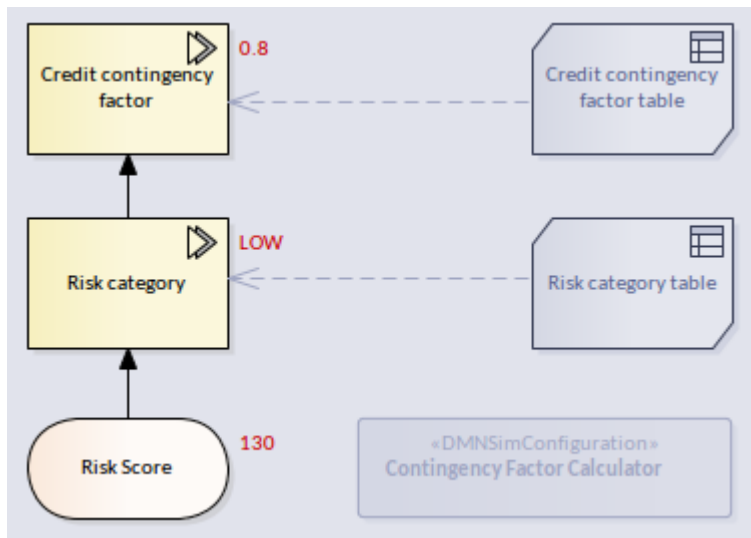 Credit contingency
factor
0.8
Credit contingency
factor table
Risk category
LOW
Risk category table
Risk Score
130
«DMNSimConfiguration»
Contingency Factor Calculator